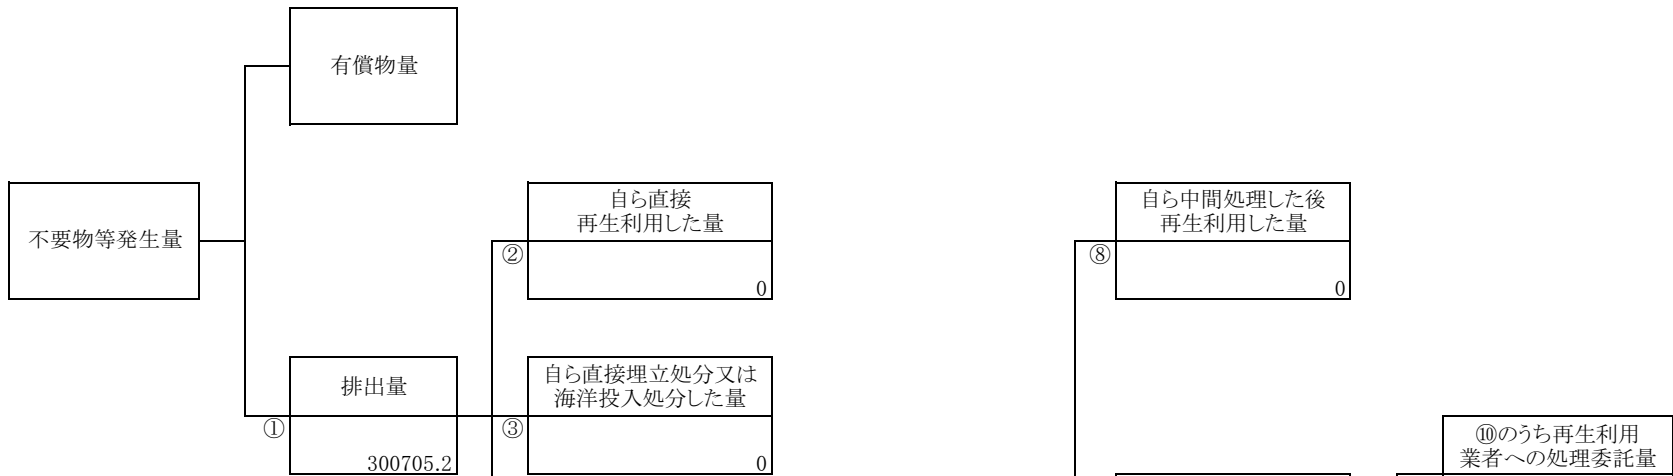 有償物量
不要物等発生量
自ら直接
再生利用した量
②
0
自ら中間処理した後
再生利用した量
⑧
0
排出量
①
300705.2
自ら直接埋立処分又は
海洋投入処分した量
③
0
⑩のうち再生利用
業者への処理委託量